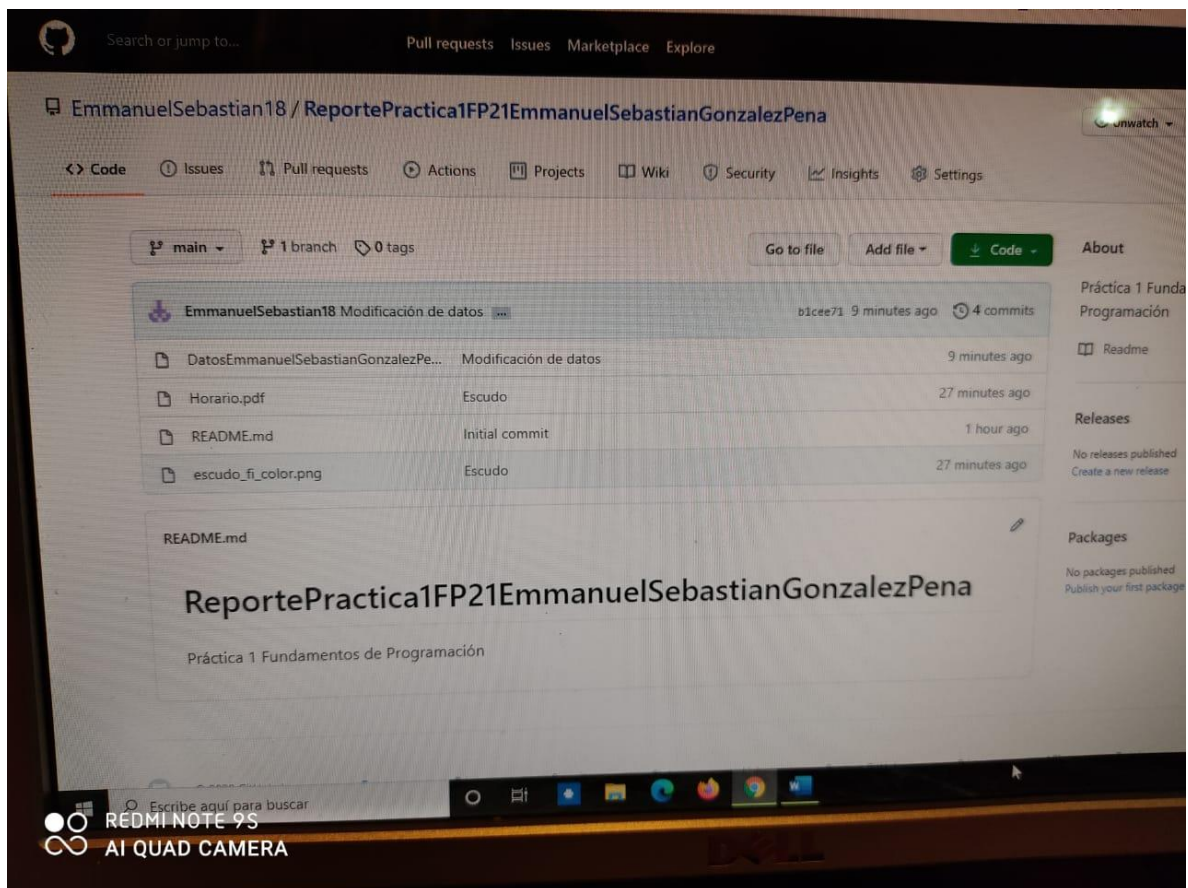 Search or jump to...
Pull requests Issues Marketplace Explore
EmmanuelSebastian18 / ReportePractica1FP21EmmanuelSebastianGonzalezPena
Unwatch
<> Code Issues Pull requests Actions Projects Wiki Security Insights Settings
main 1 branch 0 tags Go to file Add file Code
About
Práctica 1 Funda
Programación
Readme
EmmanuelSebastian18 Modificación de datos ... b1cee71 9 minutes ago 4 commits
DatosEmmanuelSebastianGonzalezPe... Modificación de datos 9 minutes ago
Horario.pdf Escudo 27 minutes ago
README.md Initial commit 1 hour ago
escudo_fi_color.png Escudo 27 minutes ago
Releases
No releases published
Create a new release
Packages
No packages published
Publish your first package
README.md
ReportePractica1FP21EmmanuelSebastianGonzalezPena
Práctica 1 Fundamentos de Programación
Escribe aquí para buscar
REDMI NOTE 9S
AI QUAD CAMERA
DELL